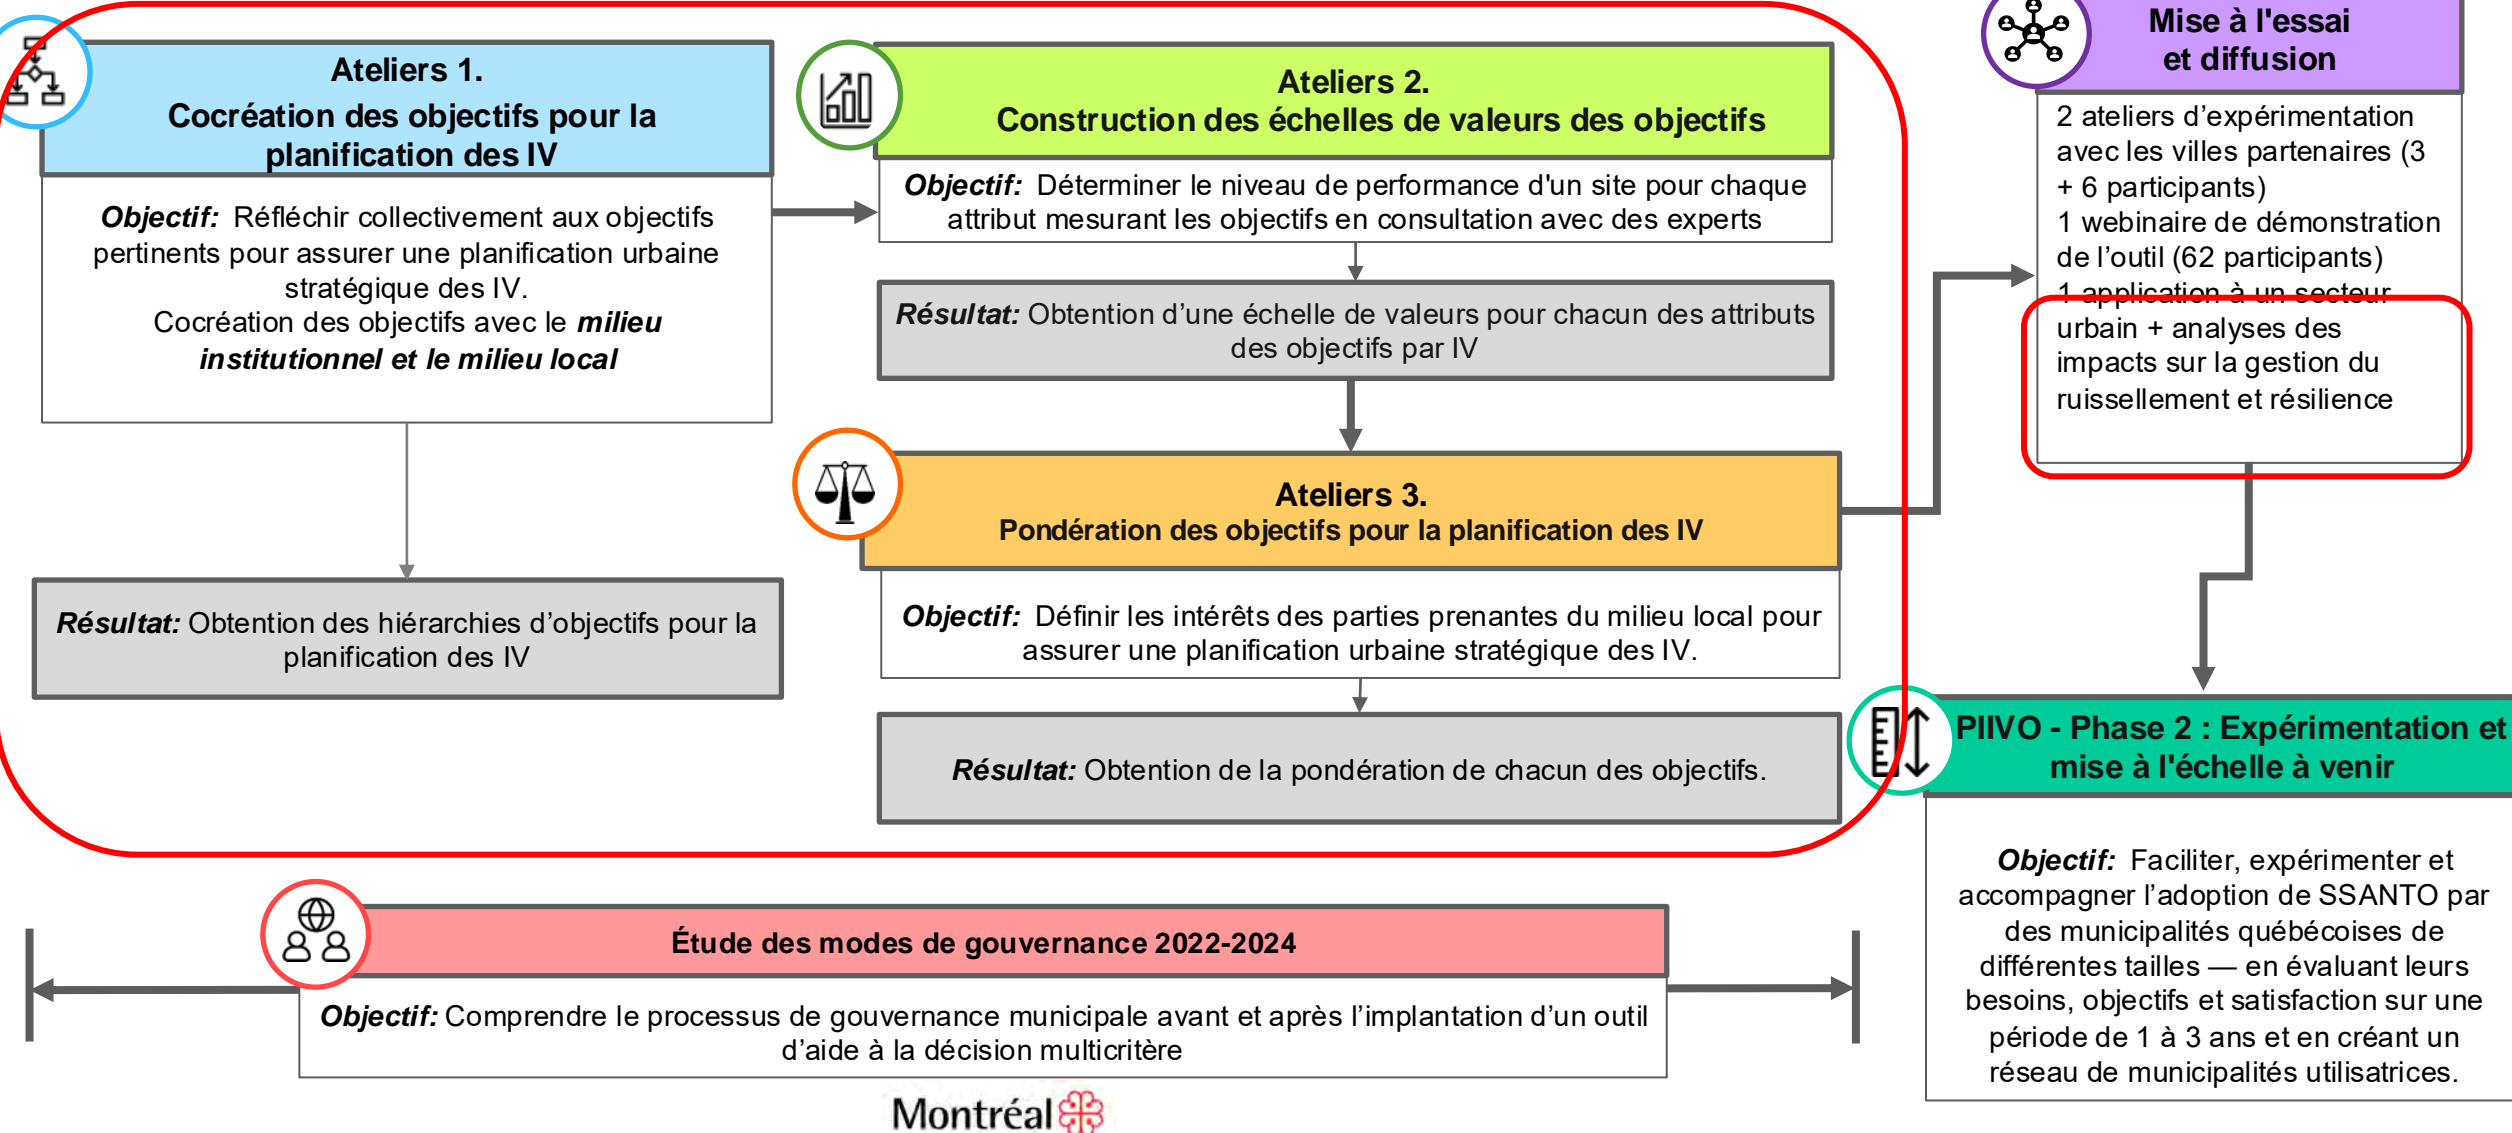 Ateliers 1.
Cocréation des objectifs pour la
planification des IV
Objectif: Réfléchir collectivement aux objectifs
pertinents pour assurer une planification urbaine
stratégique des IV.
Cocréation des objectifs avec le milieu
institutionnel et le milieu local
Résultat: Obtention des hiérarchies d’objectifs pour la
planification des IV
Ateliers 2.
Construction des échelles de valeurs des objectifs
Objectif: Déterminer le niveau de performance d'un site pour chaque
attribut mesurant les objectifs en consultation avec des experts
Résultat: Obtention d’une échelle de valeurs pour chacun des attributs
des objectifs par IV
Ateliers 3.
Pondération des objectifs pour la planification des IV
Objectif: Définir les intérêts des parties prenantes du milieu local pour
assurer une planification urbaine stratégique des IV.
Résultat: Obtention de la pondération de chacun des objectifs.
Mise à l'essai
et diffusion
2 ateliers d’expérimentation
avec les villes partenaires (3
+ 6 participants)
1 webinaire de démonstration
de l’outil (62 participants)
1 application à un secteur
urbain + analyses des
impacts sur la gestion du
ruissellement et résilience
PIIVO - Phase 2 : Expérimentation et
mise à l'échelle à venir
Objectif: Faciliter, expérimenter et
accompagner l’adoption de SSANTO par
des municipalités québécoises de
différentes tailles — en évaluant leurs
besoins, objectifs et satisfaction sur une
période de 1 à 3 ans et en créant un
réseau de municipalités utilisatrices.
Étude des modes de gouvernance 2022-2024
Objectif: Comprendre le processus de gouvernance municipale avant et après l’implantation d’un outil
d’aide à la décision multicritère
Montréal